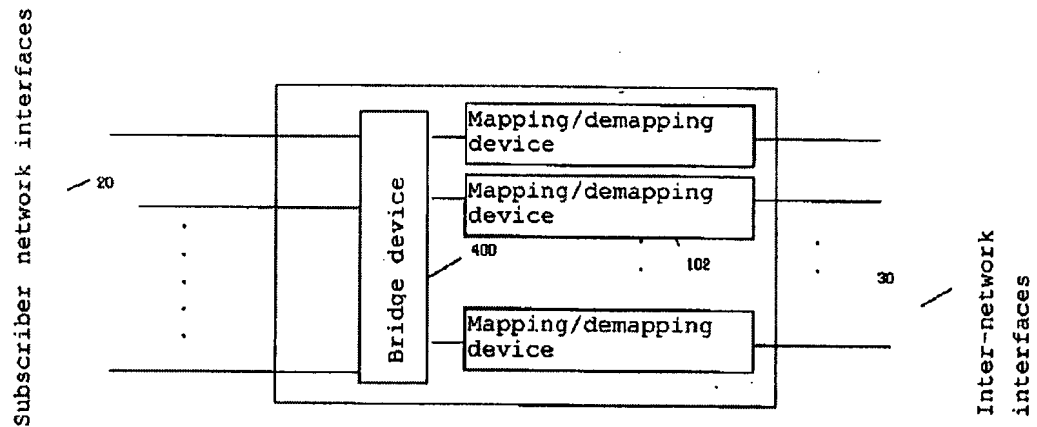 Subscriber network interfaces
20
Bridge device
400
Mapping/demapping
device
Mapping/demapping
device
102
Mapping/demapping
device
30
Inter-network
interfaces